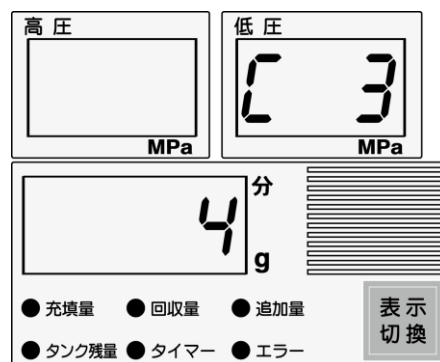 高圧 低圧
C 3
MPa MPa
分
4
g
充填量 回収量 追加量
タンク残量 タイマー エラー
表示
切換